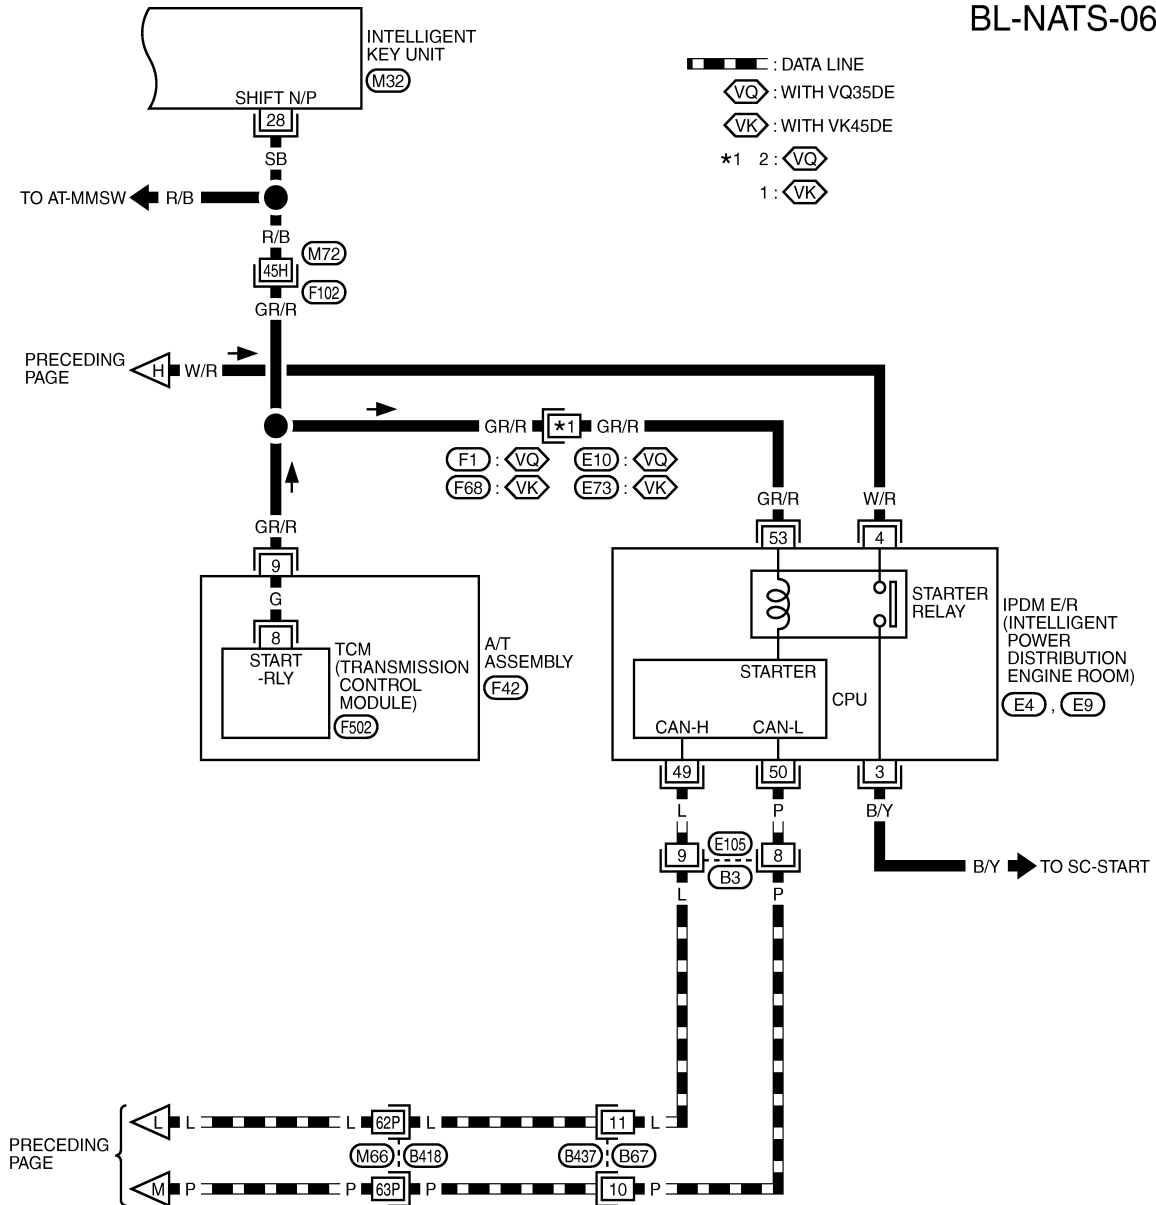 BL-NATS-06
INTELLIGENT
KEY UNIT
M32
SHIFT N/P
28
SB
: DATA LINE
VQ : WITH VQ35DE
VK : WITH VK45DE
*1 2 : VQ
1 : VK
TO AT-MMSW R/B
R/B
M72
45H
F102
GR/R
PRECEDING
PAGE
H W/R
GR/R *1 GR/R
F1 : VQ E10 : VQ
F68 : VK E73 : VK
GR/R W/R
53 4
GR/R
9
G
8
START
-RLY
TCM
(TRANSMISSION
CONTROL
MODULE)
F502
A/T
ASSEMBLY
F42
STARTER
RELAY
IPDM E/R
(INTELLIGENT
POWER
DISTRIBUTION
ENGINE ROOM)
E4 , E9
STARTER
CPU
CAN-H CAN-L
49 50 3
L P B/Y
9 E105 8
B3
L P
B/Y TO SC-START
PRECEDING
PAGE
L L L 62P L 11 L
M66 B418 B437 B67
M P P 63P P 10 P